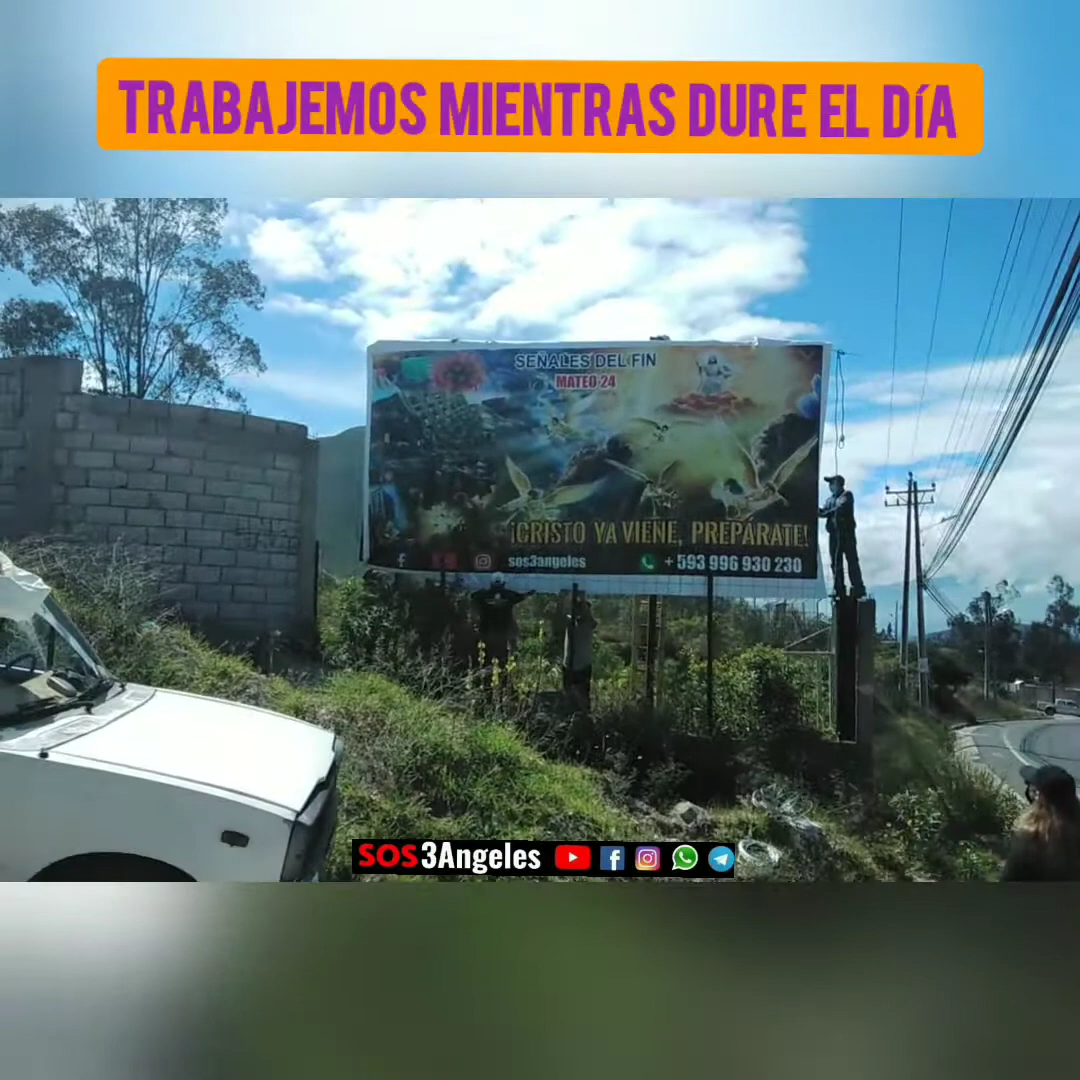 TRABAJEMOS MIENTRAS DURE EL DÍA
SEÑALES DEL FIN
MATEO 24
¡CRISTO YA VIENE, PREPÁRATE!
sos3angeles
+ 593 996 930 230
SOS3Angeles